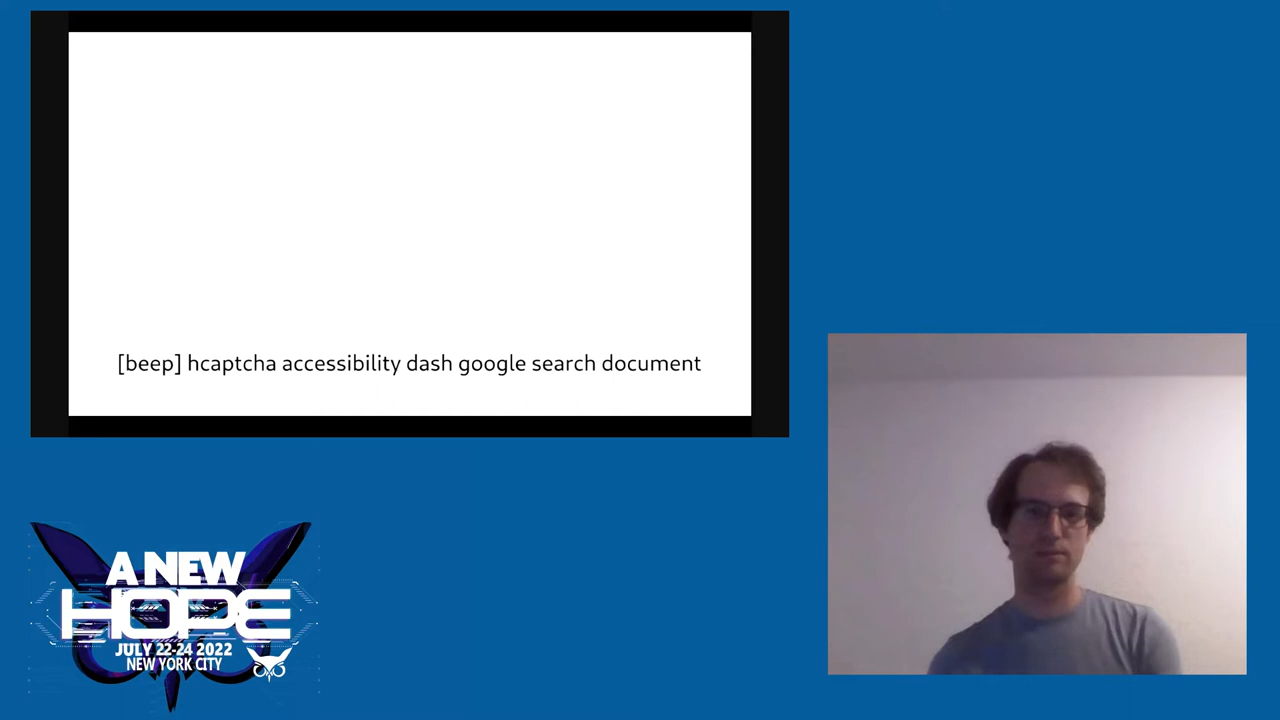 [beep] hcaptcha accessibility dash google search document
A NEW
HOPE
JULY 22-24 2022
NEW YORK CITY